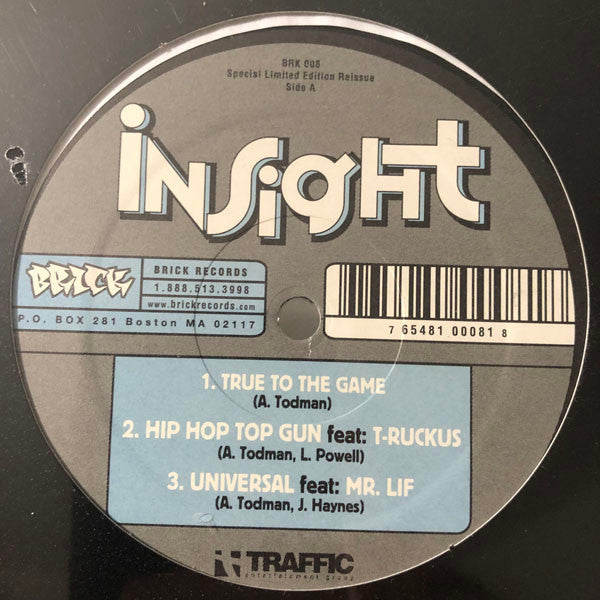 BRK 008
Special Limited Edition Reissue
Side A
insight
BRICK
BRICK RECORDS
1.888.513.3998
www.brickrecords.com
P.O. BOX 281 Boston MA 02117
7 65481 00081 8
1. TRUE TO THE GAME
(A. Todman)
2. HIP HOP TOP GUN feat: T-RUCKUS
(A. Todman, L. Powell)
3. UNIVERSAL feat: MR. LIF
(A. Todman, J. Haynes)
TRAFFIC
entertainment group